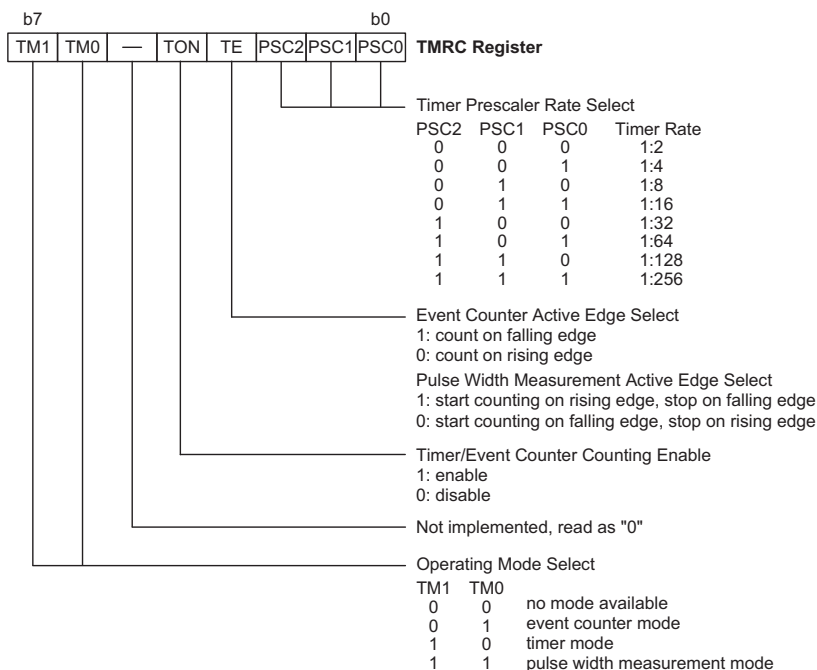 b7 b0
TM1 TM0 — TON TE PSC2 PSC1 PSC0 TMRC Register
Timer Prescaler Rate Select
PSC2 PSC1 PSC0 Timer Rate
0 0 0 1:2
0 0 1 1:4
0 1 0 1:8
0 1 1 1:16
1 0 0 1:32
1 0 1 1:64
1 1 0 1:128
1 1 1 1:256
Event Counter Active Edge Select
1: count on falling edge
0: count on rising edge
Pulse Width Measurement Active Edge Select
1: start counting on rising edge, stop on falling edge
0: start counting on falling edge, stop on rising edge
Timer/Event Counter Counting Enable
1: enable
0: disable
Not implemented, read as "0"
Operating Mode Select
TM1 TM0
0 0 no mode available
0 1 event counter mode
1 0 timer mode
1 1 pulse width measurement mode